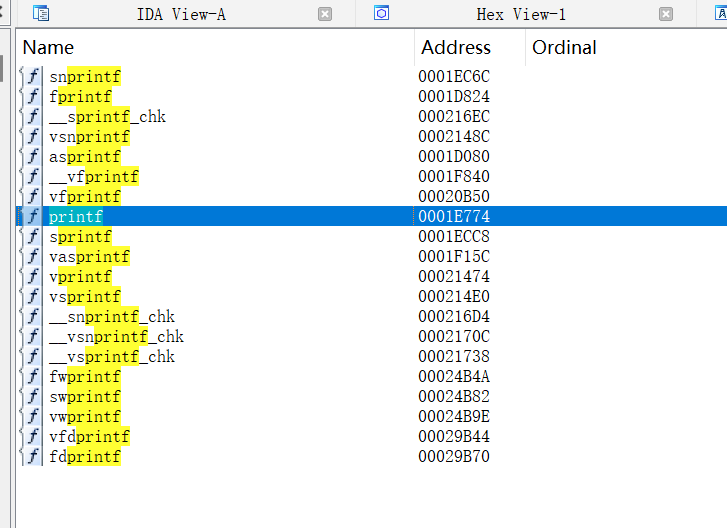 IDA View-A Hex View-1
Name Address Ordinal
f snprintf 0001EC6C
f fprintf 0001D824
f __sprintf_chk 000216EC
f vsnprintf 0002148C
f asprintf 0001D080
f __vfprintf 0001F840
f vfprintf 00020B50
f printf 0001E774
f sprintf 0001ECC8
f vasprintf 0001F15C
f vprintf 00021474
f vsprintf 000214E0
f __snprintf_chk 000216D4
f __vsnprintf_chk 0002170C
f __vsprintf_chk 00021738
f fwprintf 00024B4A
f swprintf 00024B82
f vwprintf 00024B9E
f vfdprintf 00029B44
f fdprintf 00029B70